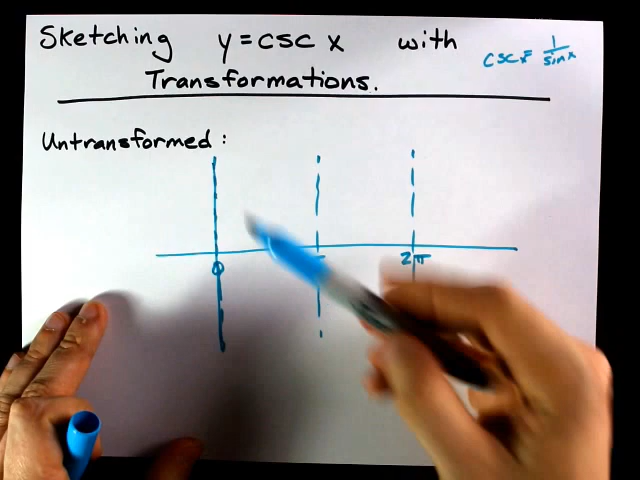 Sketching y = csc x with
csc x = 1/sin x
Transformations.
Untransformed:
0 2π